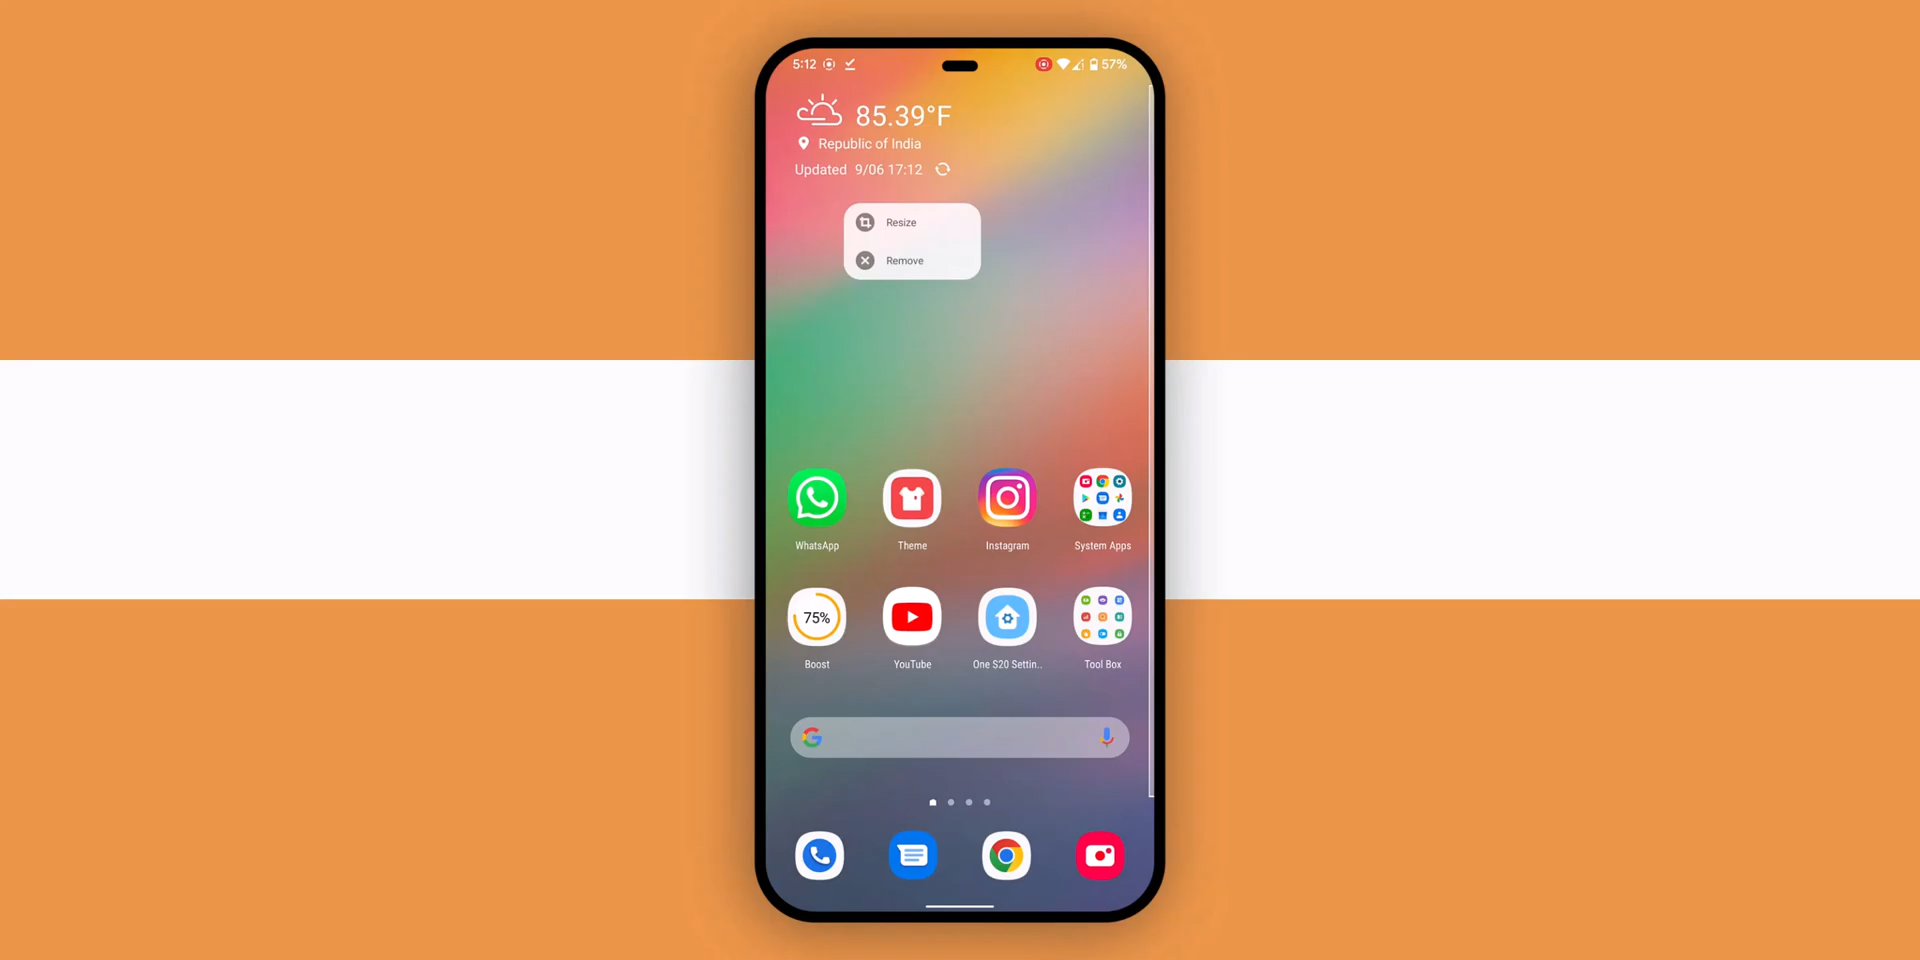 5:12 57%
85.39°F
Republic of India
Updated 9/06 17:12
Resize
Remove
WhatsApp Theme Instagram System Apps
75%
Boost YouTube One S20 Settin.. Tool Box